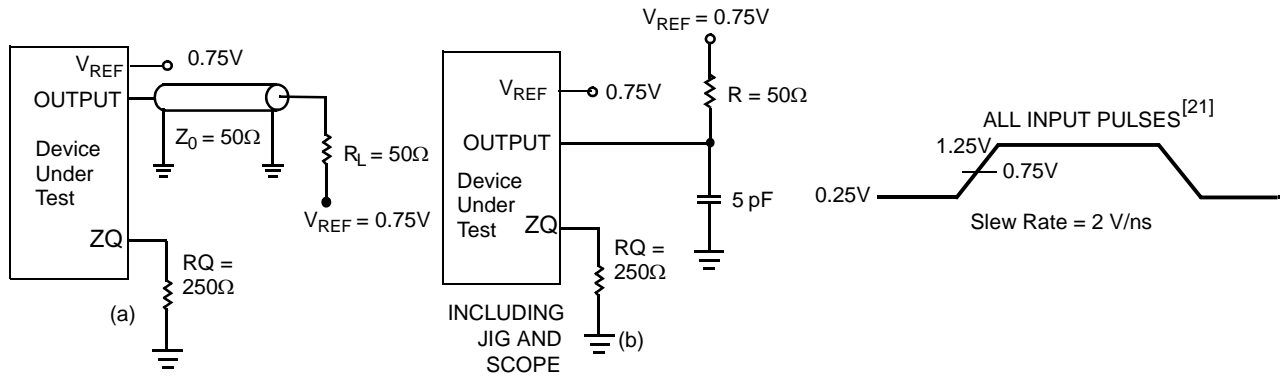 V_REF 0.75V
OUTPUT
Z_0 = 50Ω
Device
Under
Test
R_L = 50Ω
V_REF = 0.75V
ZQ
RQ =
250Ω
(a)
V_REF = 0.75V
R = 50Ω
V_REF 0.75V
OUTPUT
Device
Under
Test
5 pF
ZQ
RQ =
250Ω
INCLUDING
JIG AND
SCOPE
(b)
ALL INPUT PULSES[21]
1.25V
0.75V
0.25V
Slew Rate = 2 V/ns